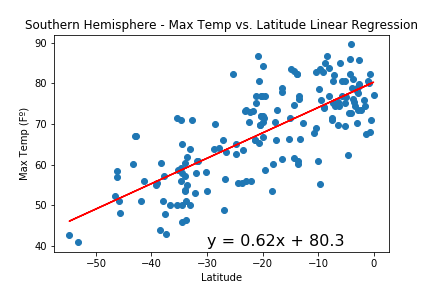 Southern Hemisphere - Max Temp vs. Latitude Linear Regression
90
80
70
60
50
40
Max Temp (Fº)
y = 0.62x + 80.3
−50 −40 −30 −20 −10 0
Latitude